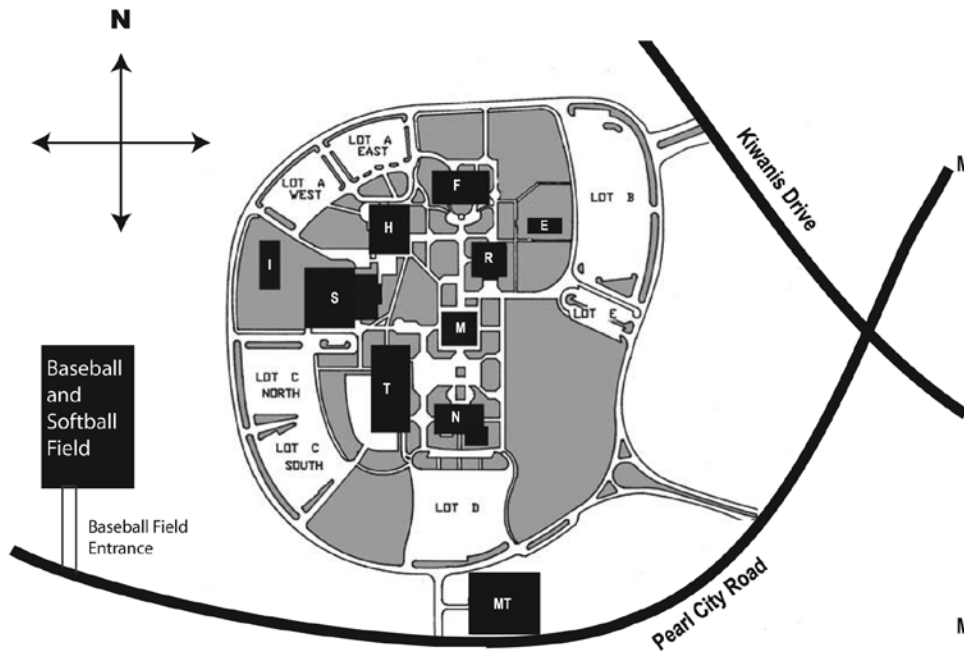 N
LOT A
EAST
LOT A
WEST
F
LOT B
H
E
R
I
S
LOT E
M
T
LOT C
NORTH
N
LOT C
SOUTH
LOT D
MT
Baseball
and
Softball
Field
Baseball Field
Entrance
Kiwanis Drive
Pearl City Road
M
M